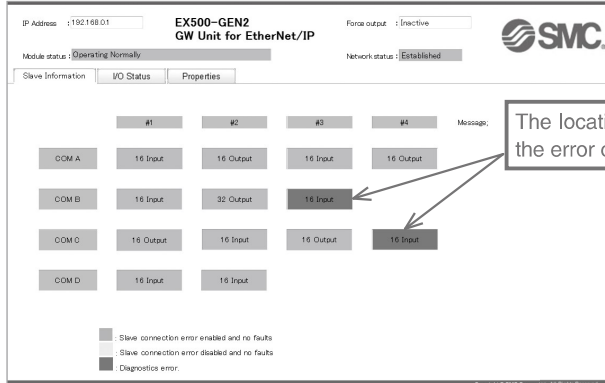 IP Address : 192.168.0.1
EX500-GEN2
GW Unit for EtherNet/IP
Force output : Inactive
SMC
Module status : Operating Normally
Network status : Established
Slave Information I/O Status Properties
#1 #2 #3 #4 Message;
The locati
the error
COM A 16 Input 16 Output 16 Input 16 Output
COM B 16 Input 32 Output 16 Input
COM C 16 Output 16 Input 16 Output 16 Input
COM D 16 Input 16 Input
: Slave connection error enabled and no faults
: Slave connection error disabled and no faults
: Diagnostics error.